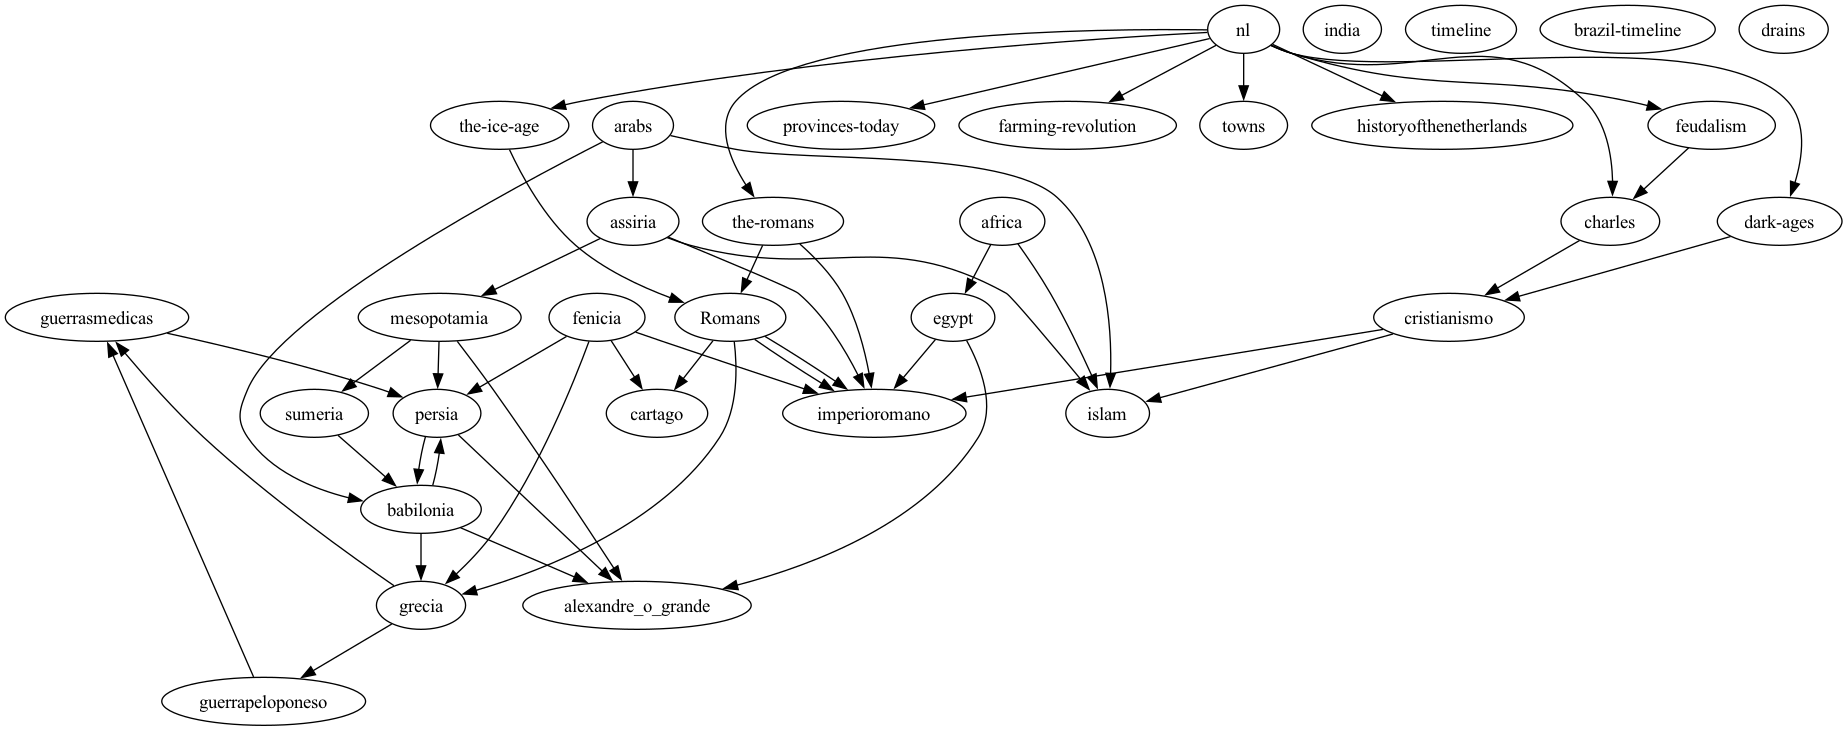 nl
india
timeline
brazil-timeline
drains
the-ice-age
arabs
provinces-today
farming-revolution
towns
historyofthenetherlands
feudalism
assiria
the-romans
africa
charles
dark-ages
guerrasmedicas
mesopotamia
fenicia
Romans
egypt
cristianismo
sumeria
persia
cartago
imperioromano
islam
babilonia
grecia
alexandre_o_grande
guerrapeloponeso